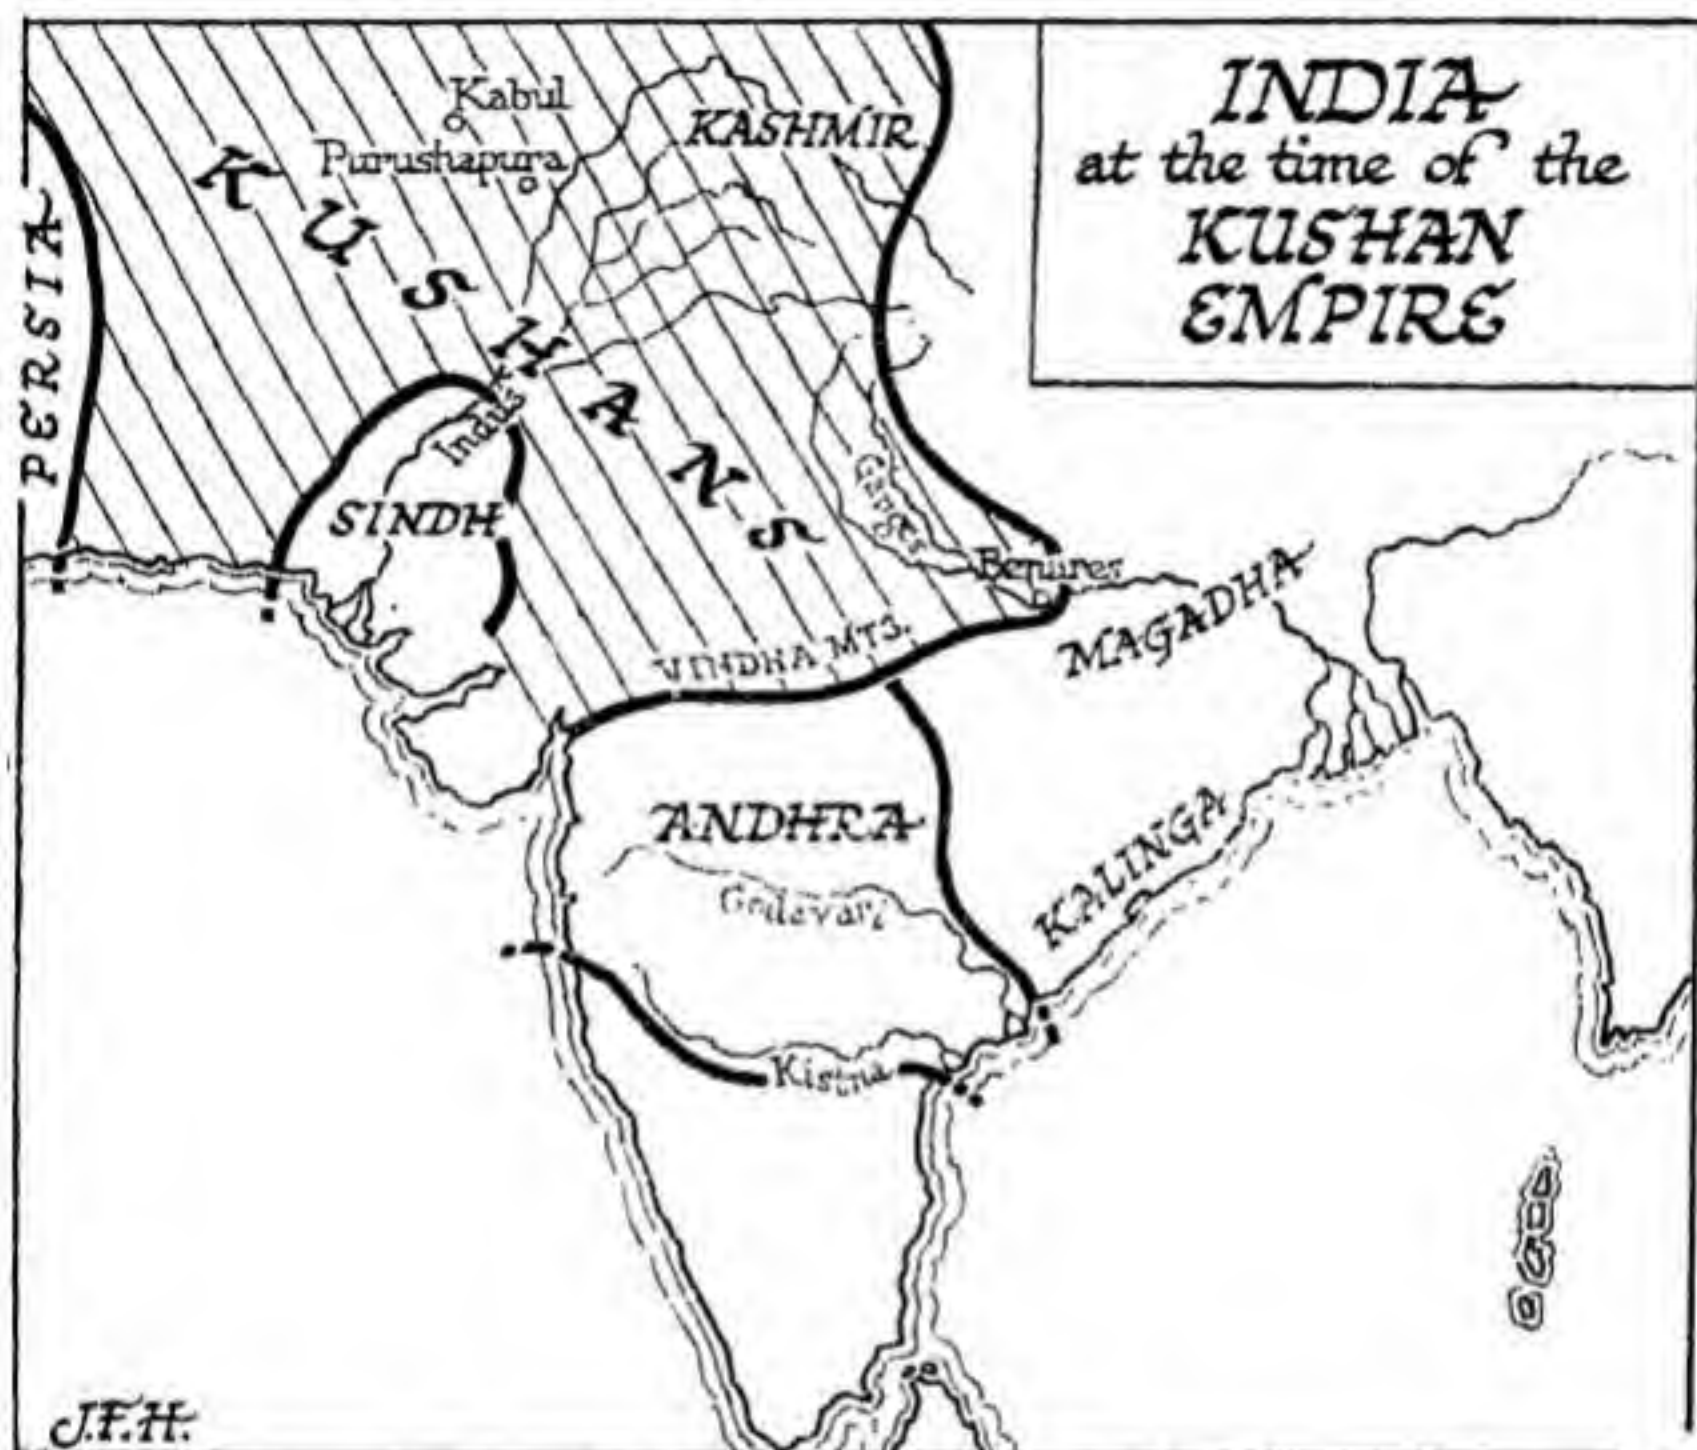 INDIA
at the time of the
KUSHAN
EMPIRE
Kabul
KASHMIR
Purushapura
KUSHANS
PERSIA
Indus
SINDH
Ganges
Benares
MAGADHA
VINDHA MTS.
ANDHRA
KALINGA
Godavari
Kistna
J.F.H.